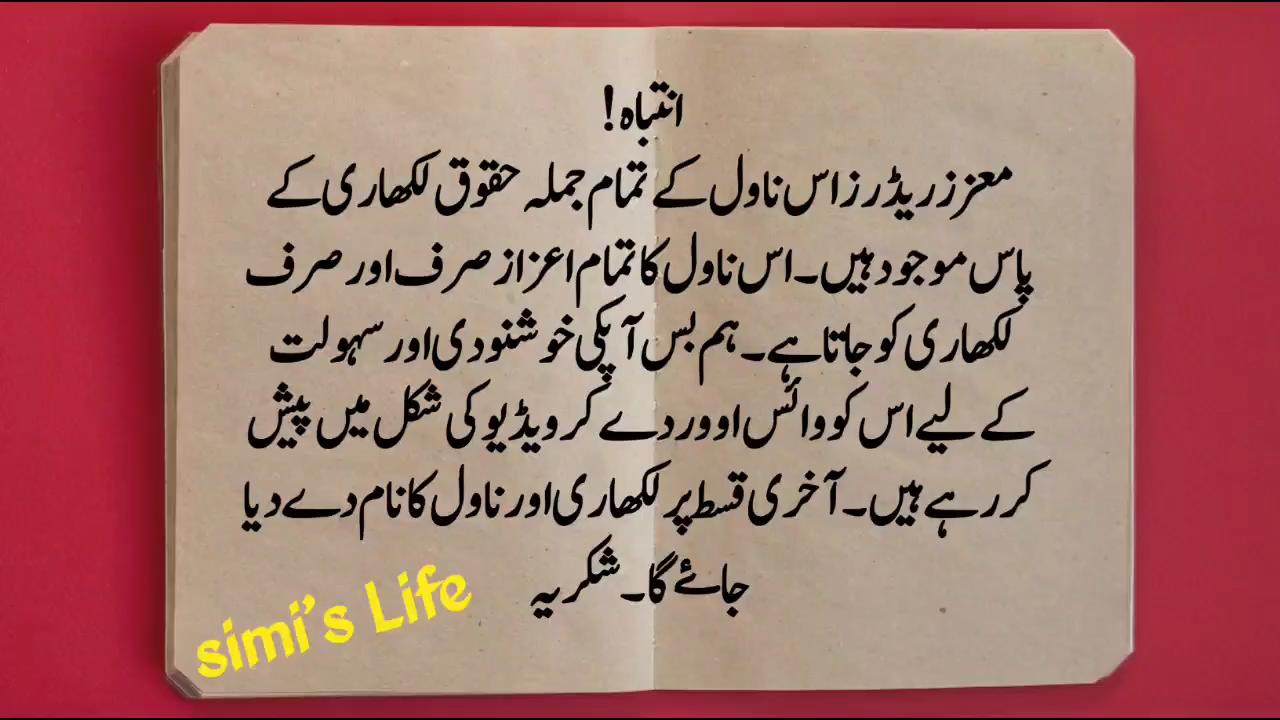 انتباہ!
معزز ریڈرز اس ناول کے تمام جملہ حقوق لکھاری کے
پاس موجود ہیں۔ اس ناول کا تمام اعزاز صرف اور صرف
لکھاری کو جاتا ہے۔ ہم بس آپکی خوشنودی اور سہولت
کے لیے اس کو وائس اوور دے کر ویڈیو کی شکل میں پیش
کر رہے ہیں۔ آخری قسط پر لکھاری اور ناول کا نام دے دیا
جائے گا۔ شکریہ
simi's Life